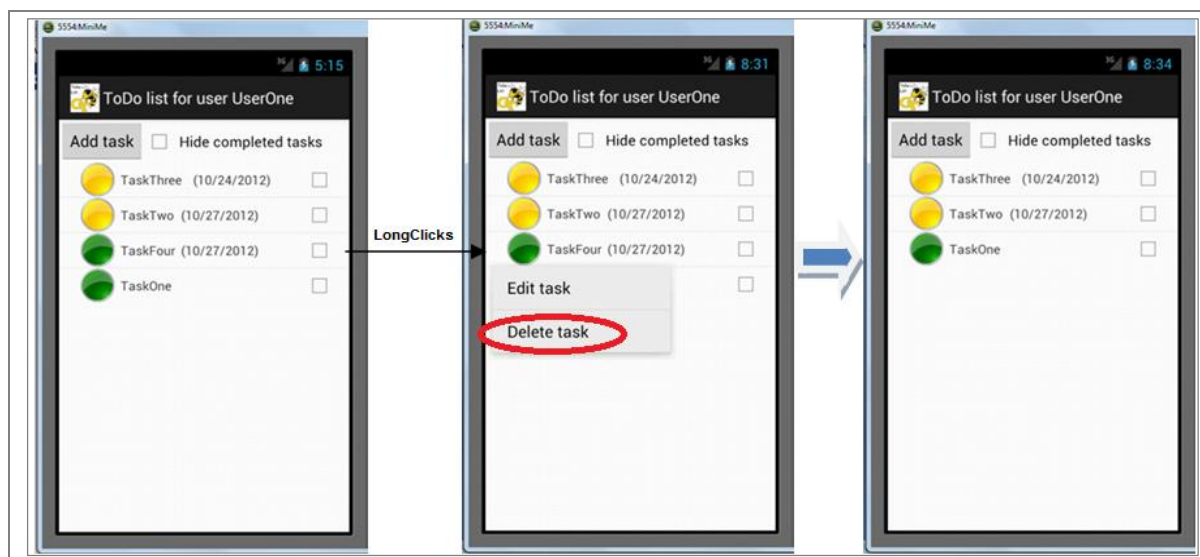 5554:MiniMe
3G 5:15
ToDo list for user UserOne
Add task Hide completed tasks
TaskThree (10/24/2012)
TaskTwo (10/27/2012)
TaskFour (10/27/2012)
TaskOne
LongClicks
5554:MiniMe
3G 8:31
ToDo list for user UserOne
Add task Hide completed tasks
TaskThree (10/24/2012)
TaskTwo (10/27/2012)
TaskFour (10/27/2012)
Edit task
Delete task
5554:MiniMe
3G 8:34
ToDo list for user UserOne
Add task Hide completed tasks
TaskThree (10/24/2012)
TaskTwo (10/27/2012)
TaskOne